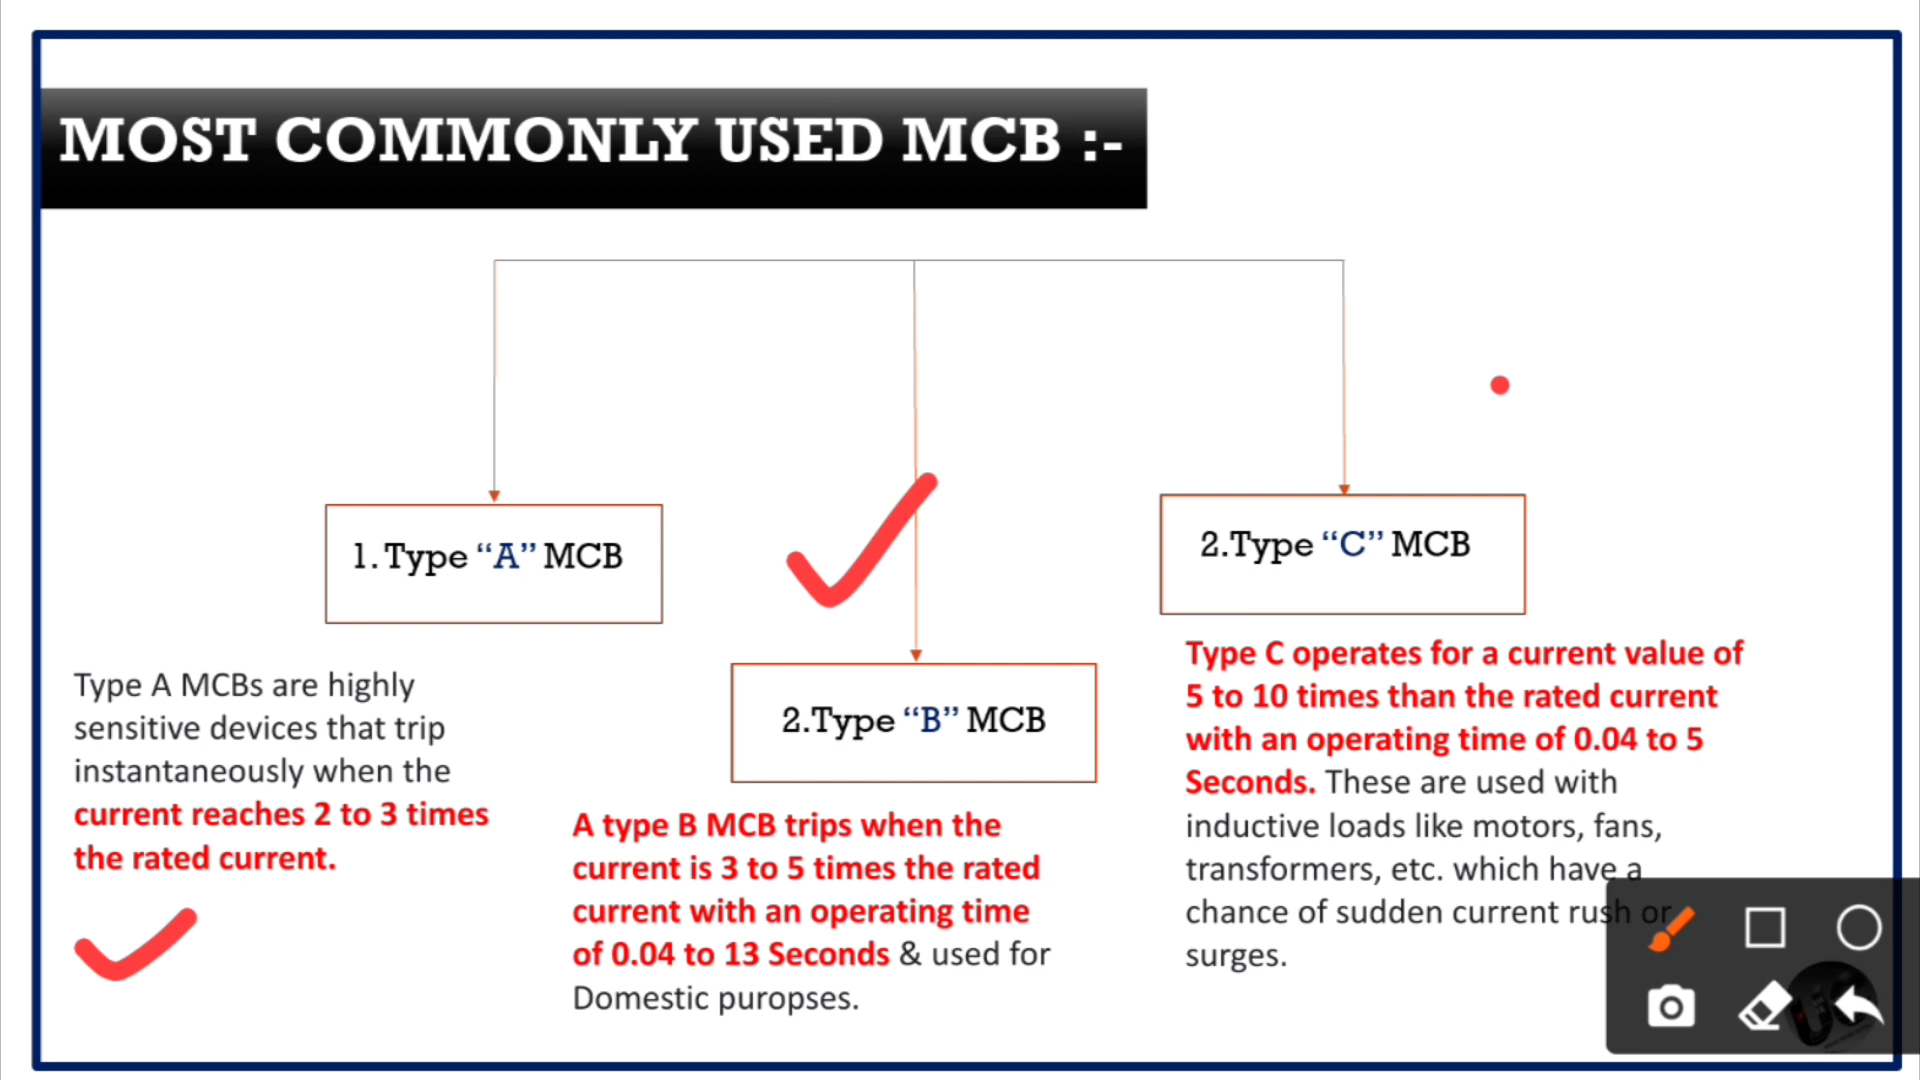 MOST COMMONLY USED MCB :-
1. Type “A” MCB
Type A MCBs are highly
sensitive devices that trip
instantaneously when the
current reaches 2 to 3 times
the rated current.
2.Type “B” MCB
A type B MCB trips when the
current is 3 to 5 times the rated
current with an operating time
of 0.04 to 13 Seconds & used for
Domestic puropses.
2.Type “C” MCB
Type C operates for a current value of
5 to 10 times than the rated current
with an operating time of 0.04 to 5
Seconds. These are used with
inductive loads like motors, fans,
transformers, etc. which have a
chance of sudden current rush or
surges.